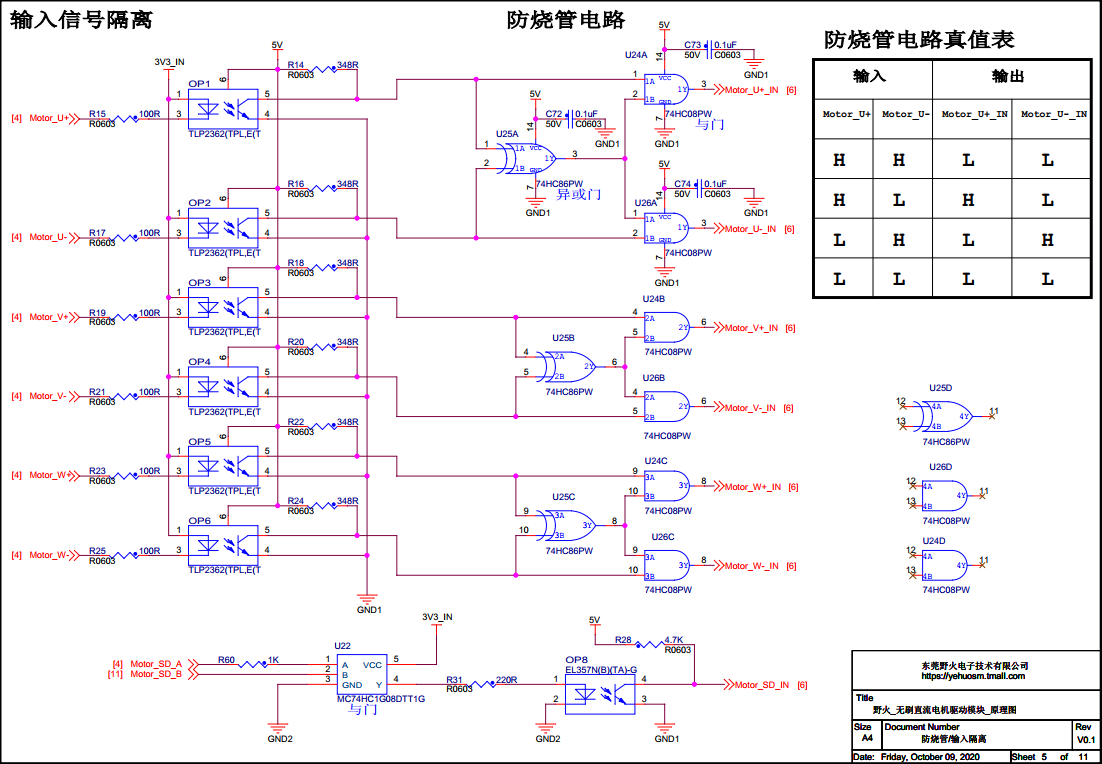 输入信号隔离
防烧管电路
防烧管电路真值表
输入 输出
Motor_U+ Motor_U- Motor_U+_IN Motor_U-_IN
H H L L
H L H L
L H L H
L L L L
3V3_IN
5V
R14 348R
R0603
OP1
[4] Motor_U+ R15 100R
R0603
1 3 6 5 4
TLP2362(TPL,E(T
R16 348R
R0603
OP2
[4] Motor_U- R17 100R
R0603
1 3 6 5 4
TLP2362(TPL,E(T
R18 348R
R0603
OP3
[4] Motor_V+ R19 100R
R0603
1 3 6 5 4
TLP2362(TPL,E(T
R20 348R
R0603
OP4
[4] Motor_V- R21 100R
R0603
1 3 6 5 4
TLP2362(TPL,E(T
R22 348R
R0603
OP5
[4] Motor_W+ R23 100R
R0603
1 3 6 5 4
TLP2362(TPL,E(T
R24 348R
R0603
OP6
[4] Motor_W- R25 100R
R0603
1 3 6 5 4
TLP2362(TPL,E(T
GND1
5V
C72 0.1uF
50V C0603
GND1
U25A
14
1 1A VCC
1Y 3
2 1B GND
7
74HC86PW
异或门
GND1
5V
C73 0.1uF
50V C0603
GND1
U24A
14
1 1A VCC
1Y 3 Motor_U+_IN [6]
2 1B GND
7
74HC08PW
与门
GND1
5V
C74 0.1uF
50V C0603
GND1
U26A
14
1 1A VCC
1Y 3 Motor_U-_IN [6]
2 1B GND
7
74HC08PW
GND1
U24B
4 2A
2Y 6 Motor_V+_IN [6]
5 2B
74HC08PW
U25B
4 2A
2Y 6
5 2B
74HC86PW
U26B
4 2A
2Y 6 Motor_V-_IN [6]
5 2B
74HC08PW
U24C
9 3A
3Y 8 Motor_W+_IN [6]
10 3B
74HC08PW
U25C
9 3A
3Y 8
10 3B
74HC86PW
U26C
9 3A
3Y 8 Motor_W-_IN [6]
10 3B
74HC08PW
U25D
12 4A
4Y 11
13 4B
74HC86PW
U26D
12 4A
4Y 11
13 4B
74HC08PW
U24D
12 4A
4Y 11
13 4B
74HC08PW
3V3_IN
U22
[4] Motor_SD_A R60 1K 1 A VCC 5
[11] Motor_SD_B 2 B
3 GND Y 4
MC74HC1G08DTT1G
与门
GND2
R31 220R
R0603
5V
R28 4.7K
R0603
OP8
EL357N(B)(TA)-G
1 4 Motor_SD_IN [6]
2 3
GND2 GND1
东莞野火电子技术有限公司
https://yehuosm.tmall.com
Title
野火_无刷直流电机驱动模块_原理图
Size Document Number Rev
A4 防烧管/输入隔离 V0.1
Date: Friday, October 09, 2020 Sheet 5 of 11